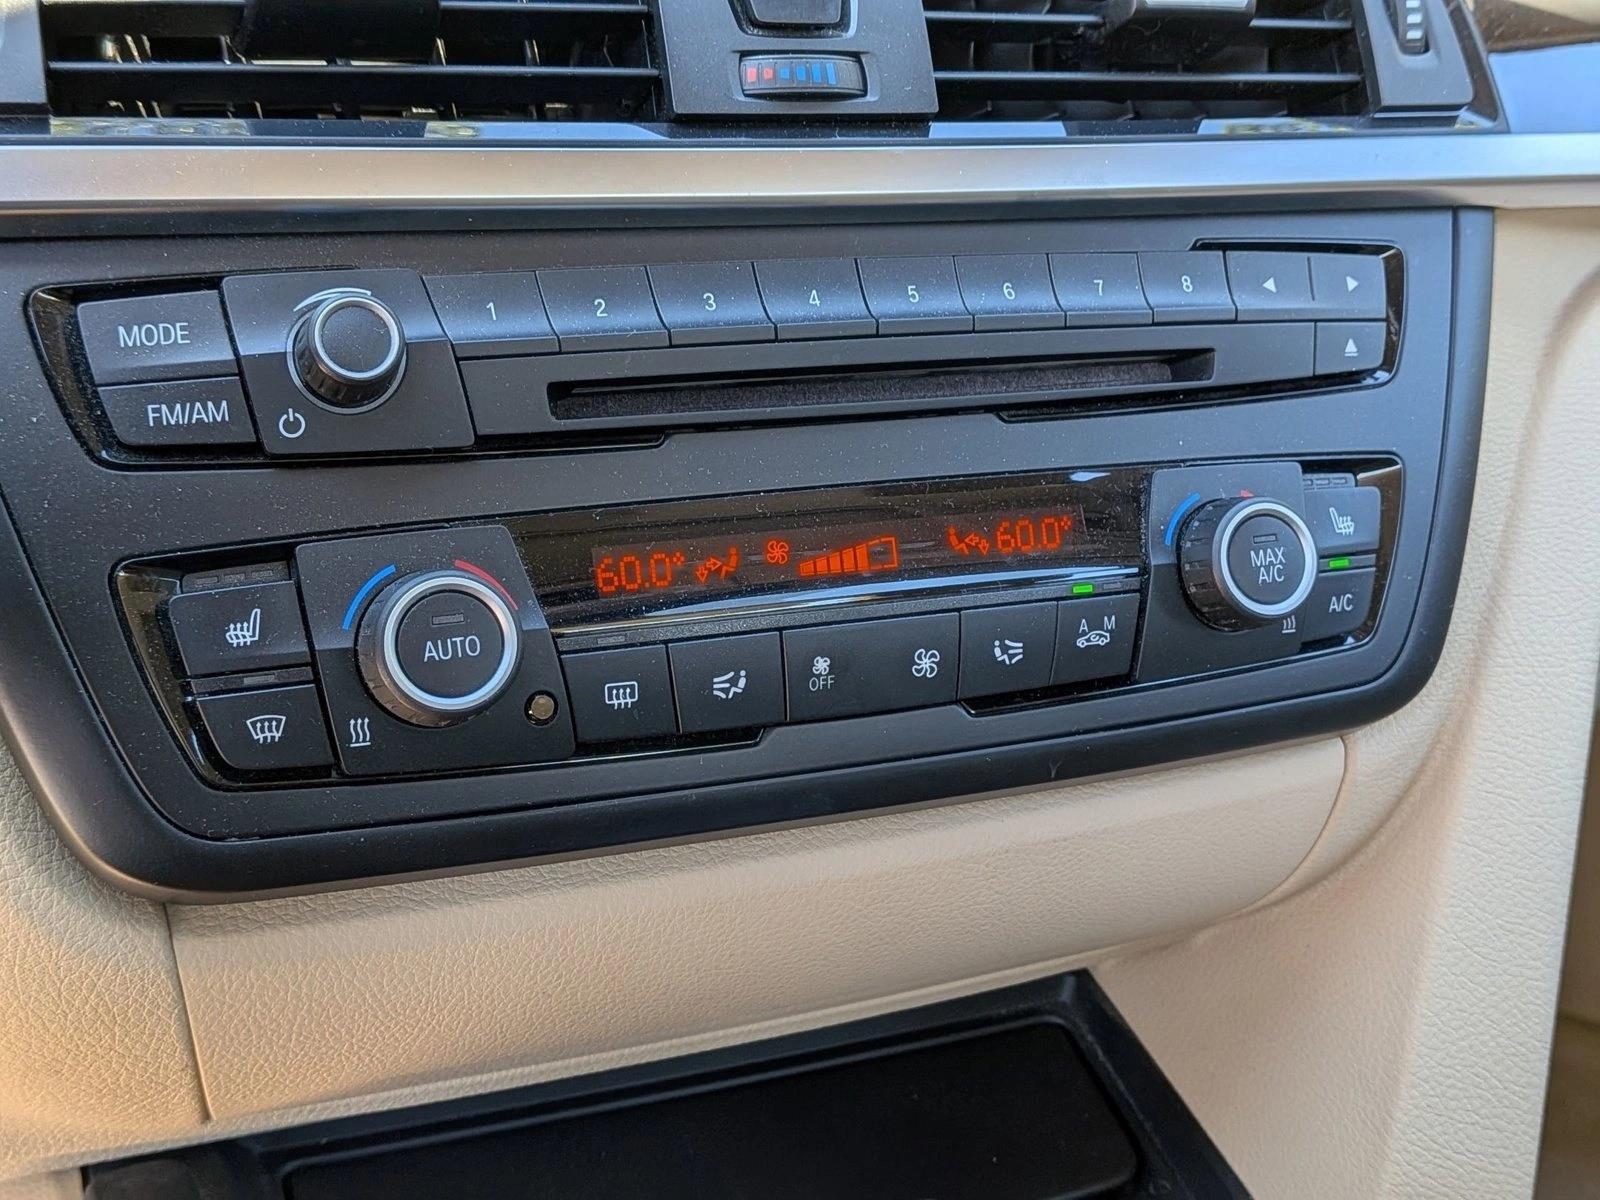 MODE
1 2 3 4 5 6 7 8
FM/AM
60.0° 60.0°
AUTO
OFF
A M
MAX
A/C
A/C